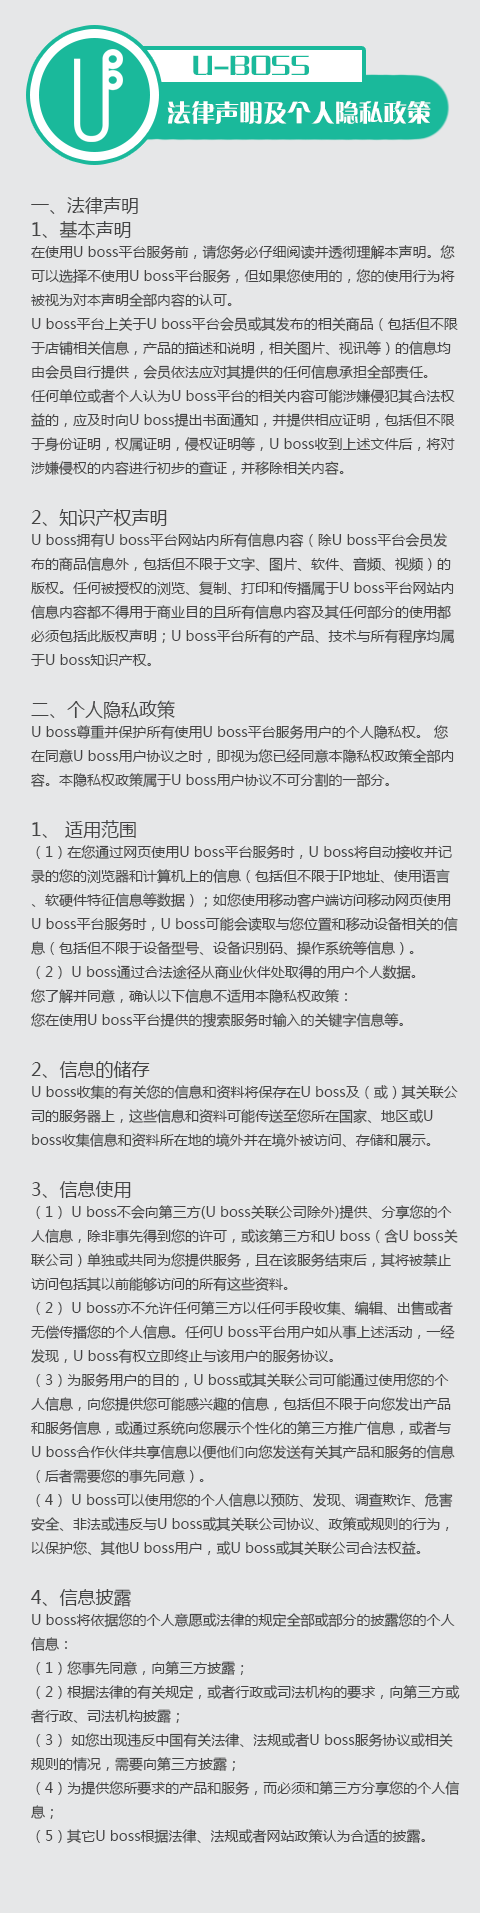 U-BOSS
法律声明及个人隐私政策
一、法律声明
1、基本声明
在使用U boss平台服务前，请您务必仔细阅读并透彻理解本声明。您
可以选择不使用U boss平台服务，但如果您使用的，您的使用行为将
被视为对本声明全部内容的认可。
U boss平台上关于U boss平台会员或其发布的相关商品（包括但不限
于店铺相关信息，产品的描述和说明，相关图片、视讯等）的信息均
由会员自行提供，会员依法应对其提供的任何信息承担全部责任。
任何单位或者个人认为U boss平台的相关内容可能涉嫌侵犯其合法权
益的，应及时向U boss提出书面通知，并提供相应证明，包括但不限
于身份证明，权属证明，侵权证明等，U boss收到上述文件后，将对
涉嫌侵权的内容进行初步的查证，并移除相关内容。
2、知识产权声明
U boss拥有U boss平台网站内所有信息内容（除U boss平台会员发
布的商品信息外，包括但不限于文字、图片、软件、音频、视频）的
版权。任何被授权的浏览、复制、打印和传播属于U boss平台网站内
信息内容都不得用于商业目的且所有信息内容及其任何部分的使用都
必须包括此版权声明；U boss平台所有的产品、技术与所有程序均属
于U boss知识产权。
二、个人隐私政策
U boss尊重并保护所有使用U boss平台服务用户的个人隐私权。 您
在同意U boss用户协议之时，即视为您已经同意本隐私权政策全部内
容。本隐私权政策属于U boss用户协议不可分割的一部分。
1、 适用范围
（1）在您通过网页使用U boss平台服务时，U boss将自动接收并记
录的您的浏览器和计算机上的信息（包括但不限于IP地址、使用语言
、软硬件特征信息等数据）；如您使用移动客户端访问移动网页使用
U boss平台服务时，U boss可能会读取与您位置和移动设备相关的信
息（包括但不限于设备型号、设备识别码、操作系统等信息）。
（2） U boss通过合法途径从商业伙伴处取得的用户个人数据。
您了解并同意，确认以下信息不适用本隐私权政策：
您在使用U boss平台提供的搜索服务时输入的关键字信息等。
2、信息的储存
U boss收集的有关您的信息和资料将保存在U boss及（或）其关联公
司的服务器上，这些信息和资料可能传送至您所在国家、地区或U
boss收集信息和资料所在地的境外并在境外被访问、存储和展示。
3、信息使用
（1） U boss不会向第三方(U boss关联公司除外)提供、分享您的个
人信息，除非事先得到您的许可，或该第三方和U boss（含U boss关
联公司）单独或共同为您提供服务，且在该服务结束后，其将被禁止
访问包括其以前能够访问的所有这些资料。
（2） U boss亦不允许任何第三方以任何手段收集、编辑、出售或者
无偿传播您的个人信息。任何U boss平台用户如从事上述活动，一经
发现，U boss有权立即终止与该用户的服务协议。
（3）为服务用户的目的，U boss或其关联公司可能通过使用您的个
人信息，向您提供您可能感兴趣的信息，包括但不限于向您发出产品
和服务信息，或通过系统向您展示个性化的第三方推广信息，或者与
U boss合作伙伴共享信息以便他们向您发送有关其产品和服务的信息
（后者需要您的事先同意）。
（4） U boss可以使用您的个人信息以预防、发现、调查欺诈、危害
安全、非法或违反与U boss或其关联公司协议、政策或规则的行为，
以保护您、其他U boss用户，或U boss或其关联公司合法权益。
4、信息披露
U boss将依据您的个人意愿或法律的规定全部或部分的披露您的个人
信息：
（1）您事先同意，向第三方披露；
（2）根据法律的有关规定，或者行政或司法机构的要求，向第三方或
者行政、司法机构披露；
（3） 如您出现违反中国有关法律、法规或者U boss服务协议或相关
规则的情况，需要向第三方披露；
（4）为提供您所要求的产品和服务，而必须和第三方分享您的个人信
息；
（5）其它U boss根据法律、法规或者网站政策认为合适的披露。